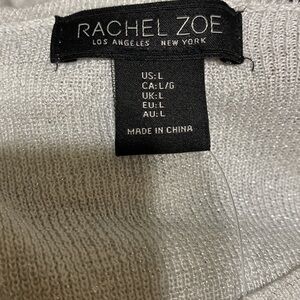 RACHEL ZOE
LOS ANGELES NEW YORK
US:L
CA:L/G
UK:L
EU:L
AU:L
MADE IN CHINA